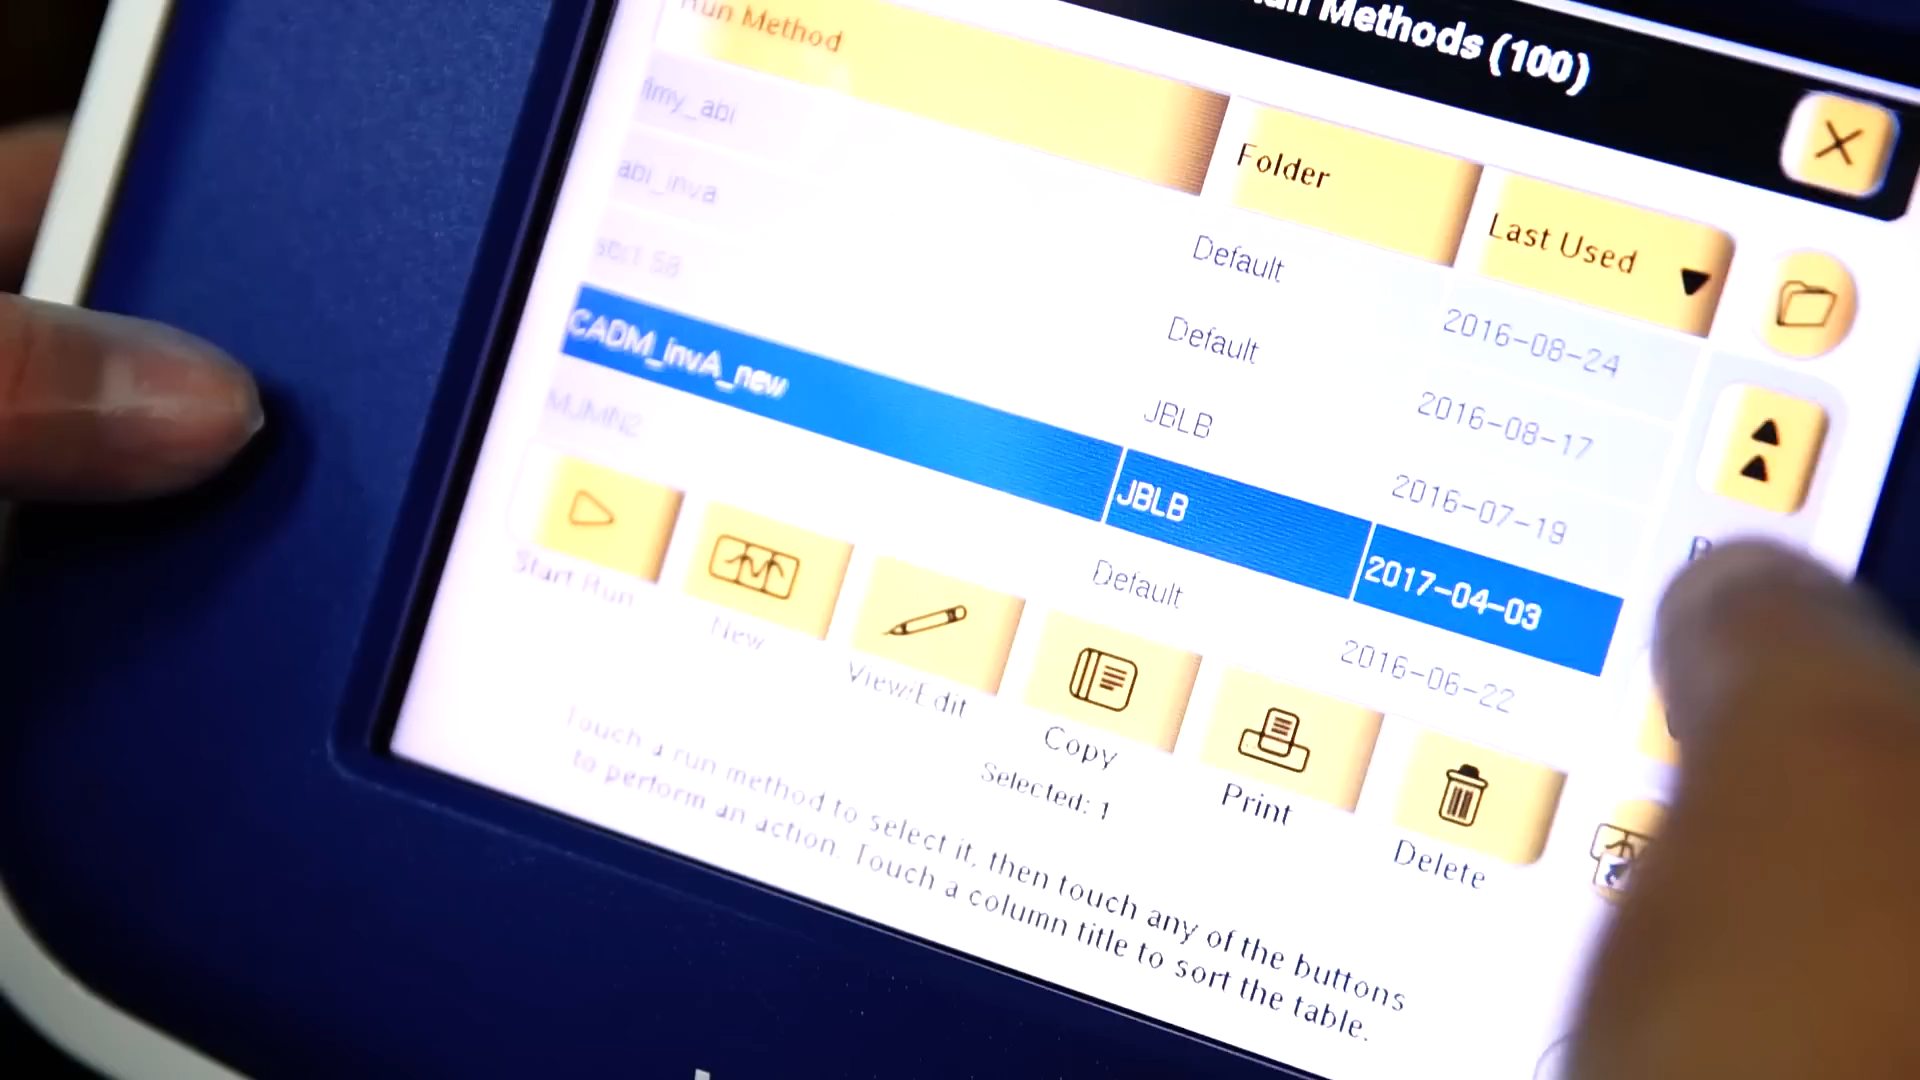 Methods (100)
Run Method
Folder
Last Used
Default
2016-08-24
abi_inva
Default
2016-08-17
JBLB
2016-07-19
CADM_invA_new
JBLB
2017-04-03
MJMN2
Default
2016-06-22
Start Run
New
View/Edit
Copy
Print
Delete
Selected: 1
Touch a run method to select it, then touch any of the buttons
to perform an action. Touch a column title to sort the table.